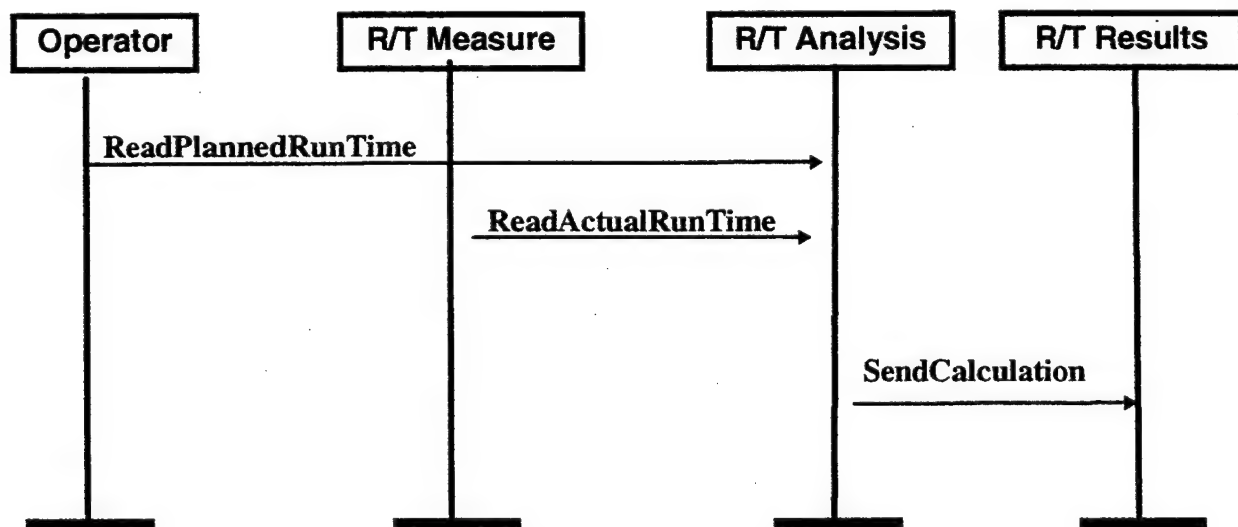 Operator
R/T Measure
R/T Analysis
R/T Results
ReadPlannedRunTime
ReadActualRunTime
SendCalculation